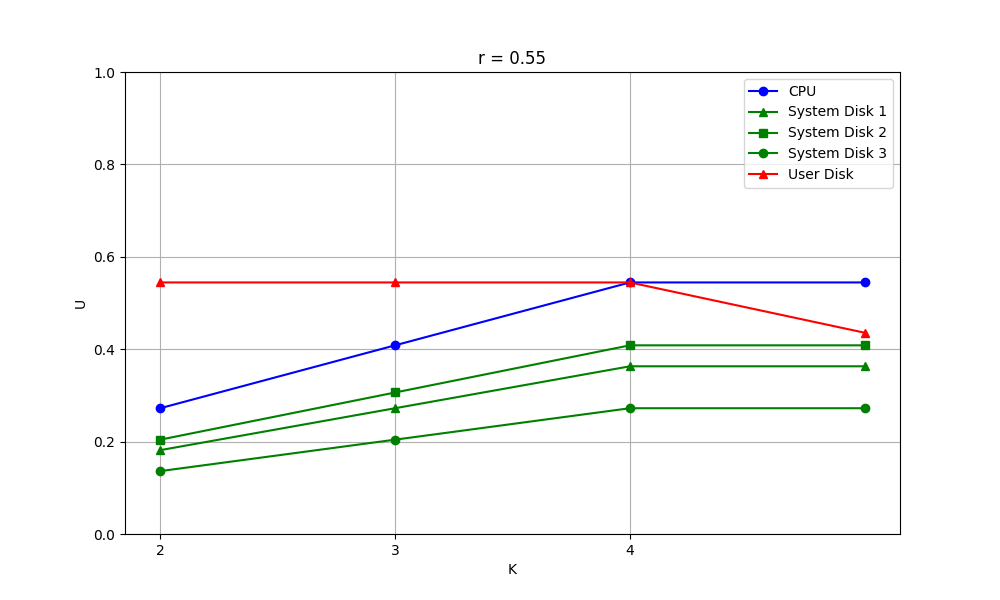 r = 0.55
1.0
0.8
0.6
0.4
0.2
0.0
U
2
3
4
K
CPU
System Disk 1
System Disk 2
System Disk 3
User Disk